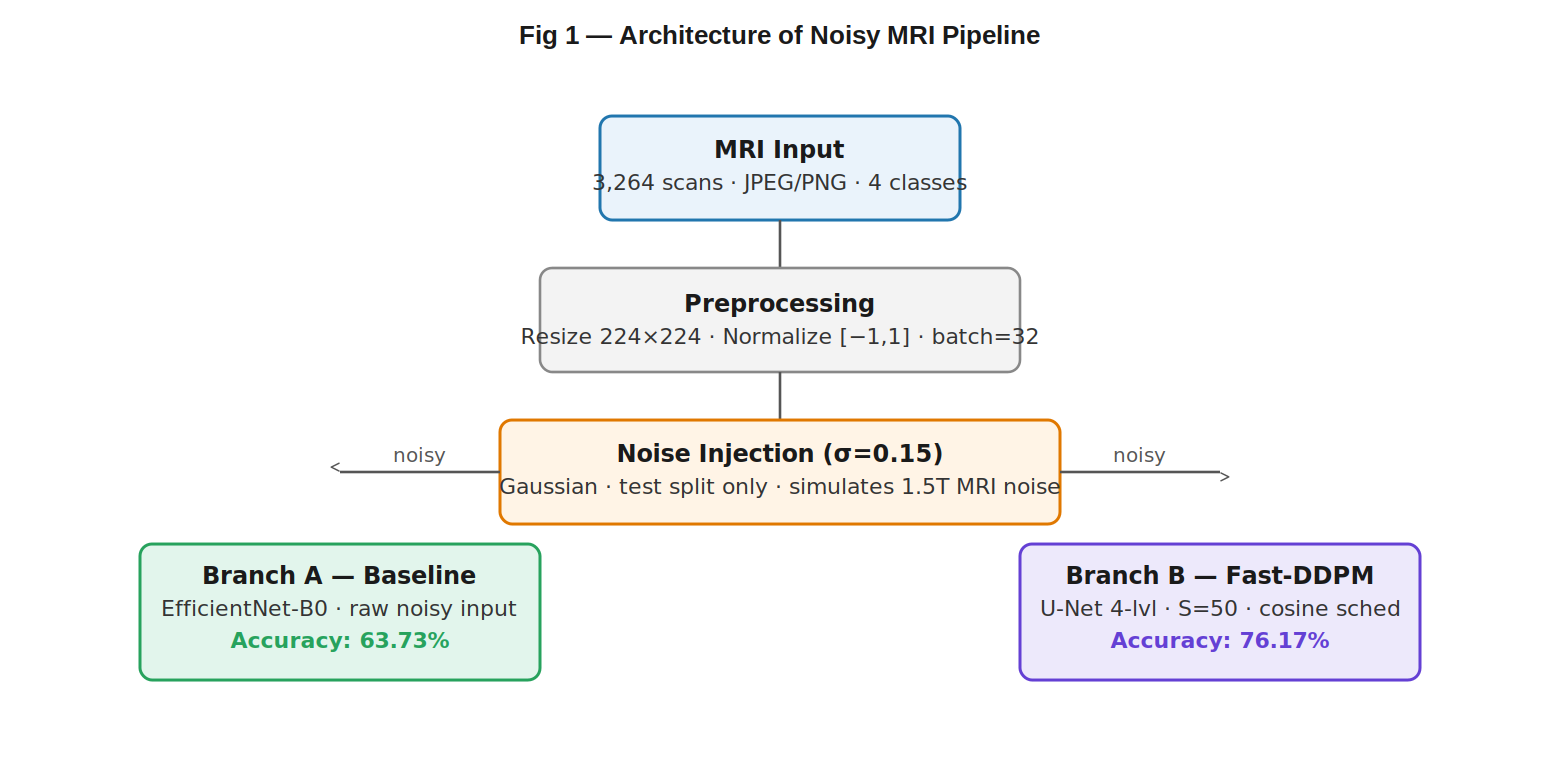 Fig 1 — Architecture of Noisy MRI Pipeline
MRI Input
3,264 scans · JPEG/PNG · 4 classes
Preprocessing
Resize 224×224 · Normalize [−1,1] · batch=32
noisy
Noise Injection (σ=0.15)
Gaussian · test split only · simulates 1.5T MRI noise
noisy
Branch A — Baseline
EfficientNet-B0 · raw noisy input
Accuracy: 63.73%
Branch B — Fast-DDPM
U-Net 4-lvl · S=50 · cosine sched
Accuracy: 76.17%